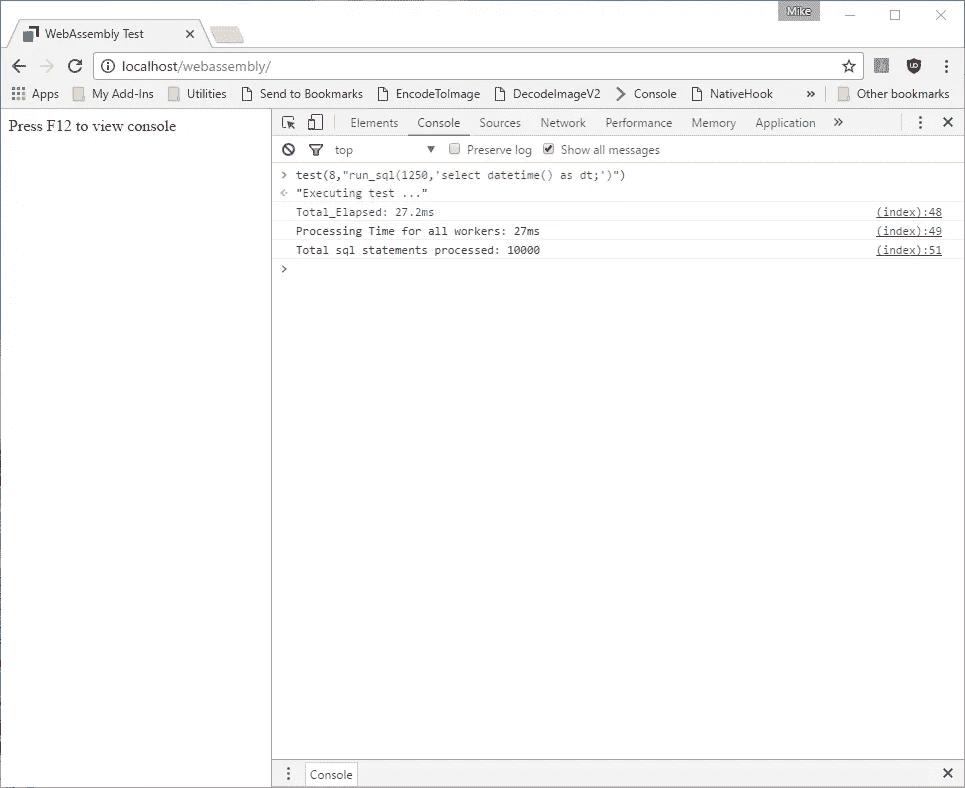 Mike
WebAssembly Test
localhost/webassembly/
Apps My Add-Ins Utilities Send to Bookmarks EncodeToImage DecodeImageV2 Console NativeHook » Other bookmarks
Press F12 to view console
Elements Console Sources Network Performance Memory Application »
top Preserve log Show all messages
> test(8,"run_sql(1250,'select datetime() as dt;')")
"Executing test ..."
Total_Elapsed: 27.2ms (index):48
Processing Time for all workers: 27ms (index):49
Total sql statements processed: 10000 (index):51
>
Console